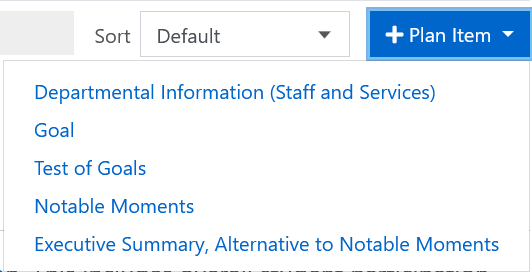 Sort Default + Plan Item
Departmental Information (Staff and Services)
Goal
Test of Goals
Notable Moments
Executive Summary, Alternative to Notable Moments